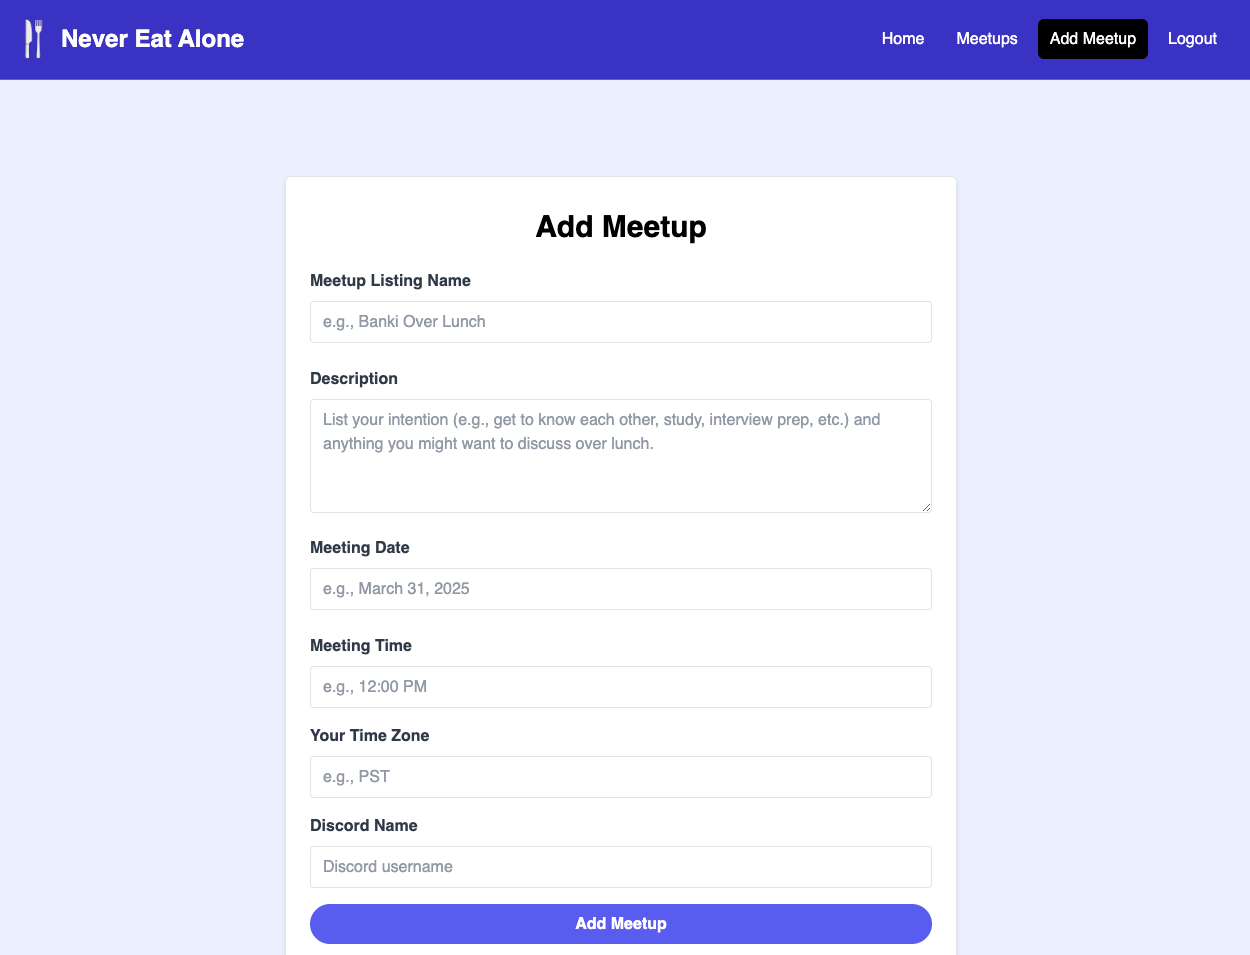 Never Eat Alone
Home
Meetups
Add Meetup
Logout
Add Meetup
Meetup Listing Name
e.g., Banki Over Lunch
Description
List your intention (e.g., get to know each other, study, interview prep, etc.) and
anything you might want to discuss over lunch.
Meeting Date
e.g., March 31, 2025
Meeting Time
e.g., 12:00 PM
Your Time Zone
e.g., PST
Discord Name
Discord username
Add Meetup